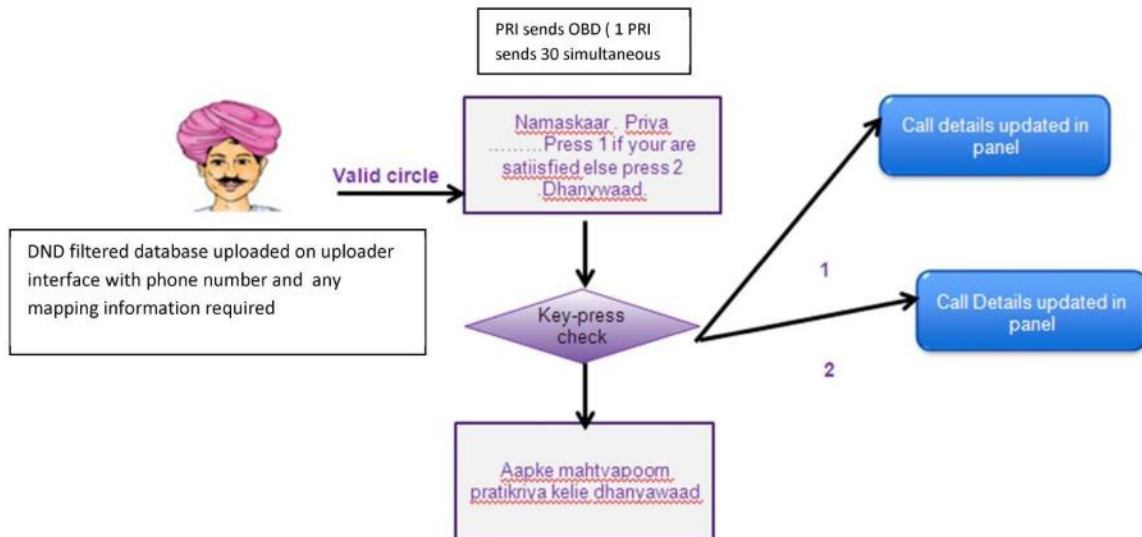 PRI sends OBD ( 1 PRI
sends 30 simultaneous
Namaskaar . Priya
.........Press 1 if your are
satiisfied else press 2
.Dhanywaad.
Call details updated in
panel
Valid circle
DND filtered database uploaded on uploader
interface with phone number and any
mapping information required
1
Key-press
check
Call Details updated in
panel
2
Aapke mahtvapoorn
pratikriya kelie dhanyawaad